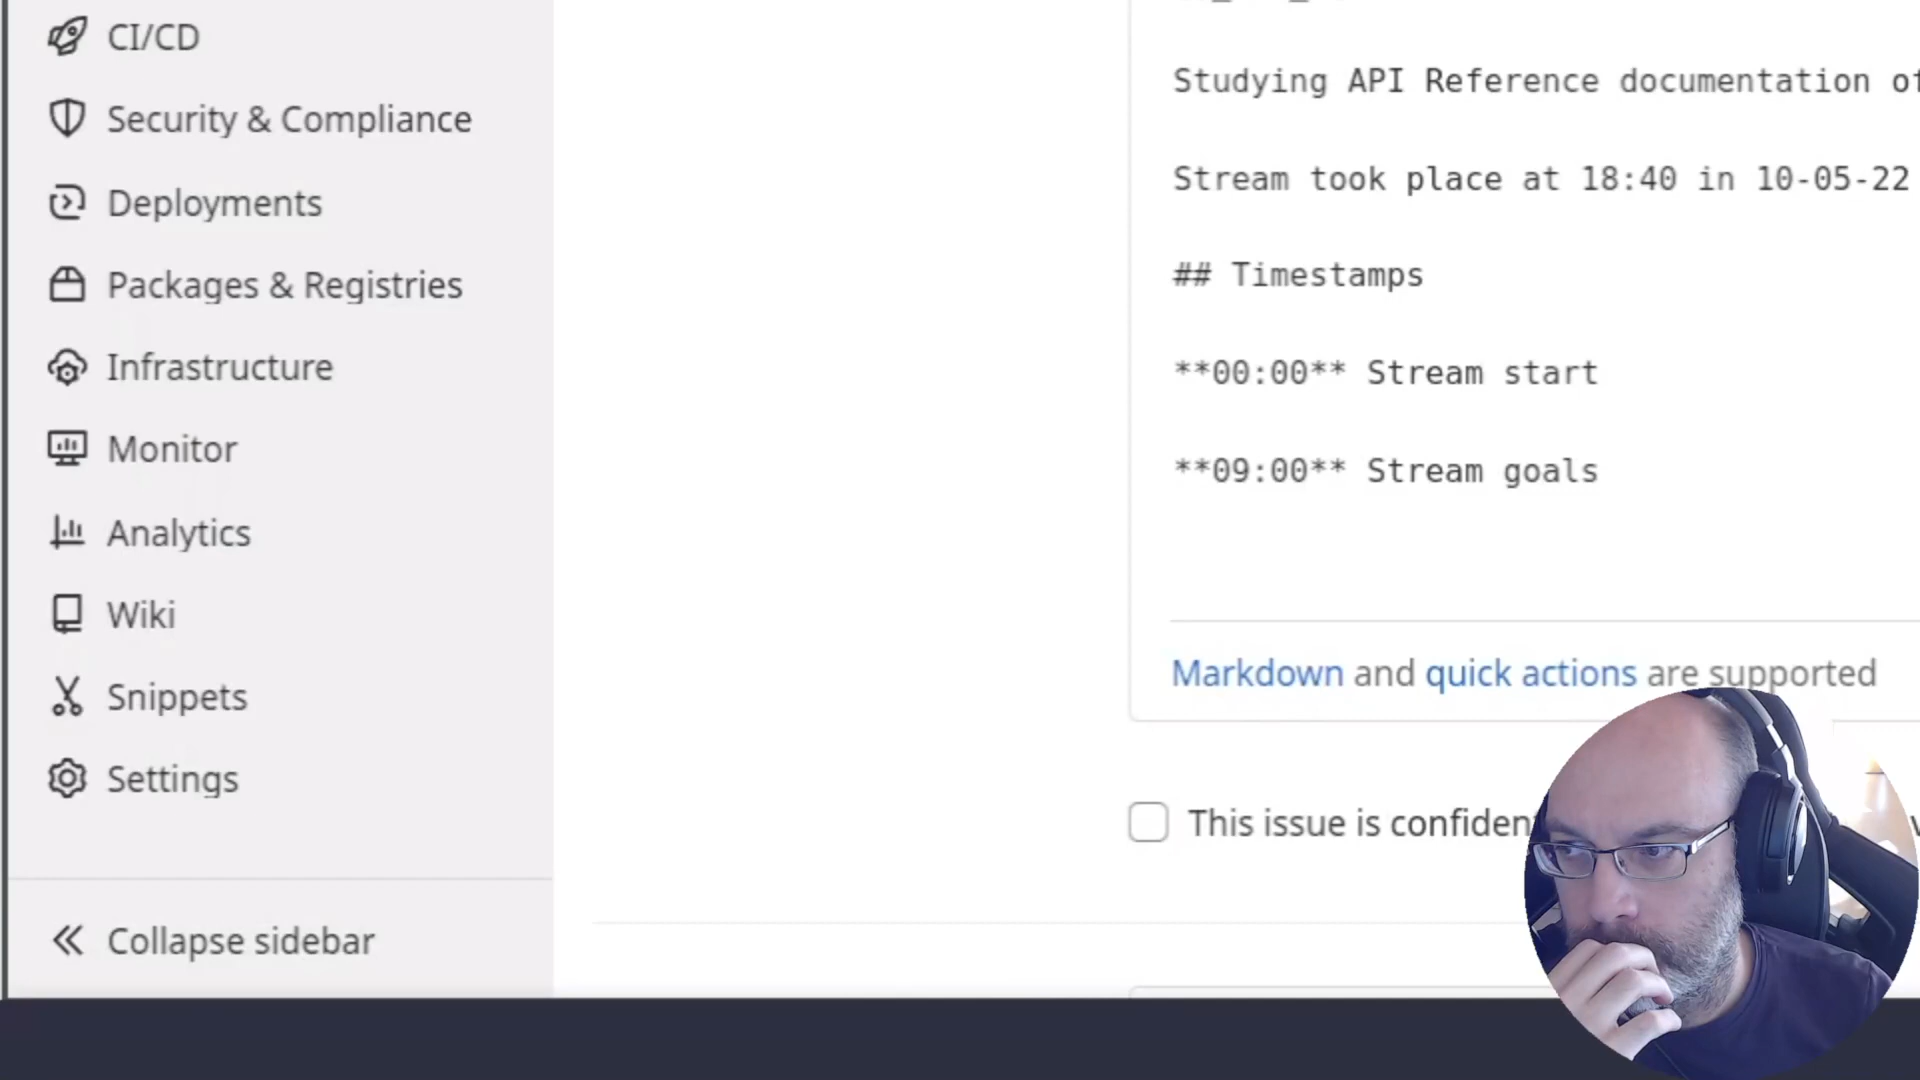 CI/CD
Security & Compliance
Deployments
Packages & Registries
Infrastructure
Monitor
Analytics
Wiki
Snippets
Settings
Collapse sidebar
Studying API Reference documentation of
Stream took place at 18:40 in 10-05-22
## Timestamps
**00:00** Stream start
**09:00** Stream goals
Markdown and quick actions are supported
This issue is